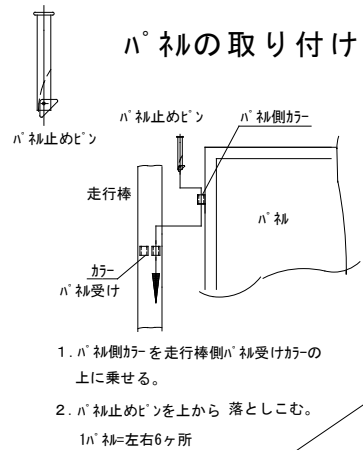 ﾊﾟﾈﾙの取り付け
ﾊﾟﾈﾙ止めﾋﾟﾝ
ﾊﾟﾈﾙ止めﾋﾟﾝ
ﾊﾟﾈﾙ側ｶﾗｰ
走行棒
ﾊﾟﾈﾙ
ｶﾗｰ
ﾊﾟﾈﾙ受け
1．ﾊﾟﾈﾙ側ｶﾗｰを走行棒側ﾊﾟﾈﾙ受けｶﾗｰの
上に乗せる。
2．ﾊﾟﾈﾙ止めﾋﾟﾝを上から 落としこむ。
1ﾊﾟﾈﾙ=左右6ヶ所